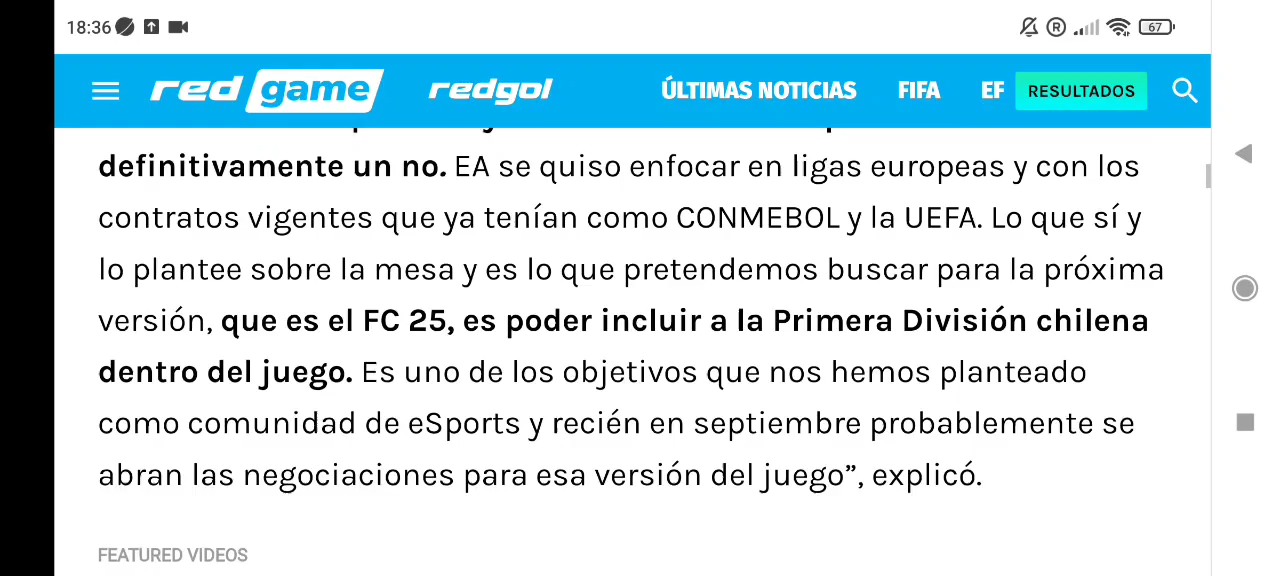 18:36
67
red game redgol ÚLTIMAS NOTICIAS FIFA EF RESULTADOS
definitivamente un no. EA se quiso enfocar en ligas europeas y con los
contratos vigentes que ya tenían como CONMEBOL y la UEFA. Lo que sí y
lo plantee sobre la mesa y es lo que pretendemos buscar para la próxima
versión, que es el FC 25, es poder incluir a la Primera División chilena
dentro del juego. Es uno de los objetivos que nos hemos planteado
como comunidad de eSports y recién en septiembre probablemente se
abran las negociaciones para esa versión del juego”, explicó.
FEATURED VIDEOS